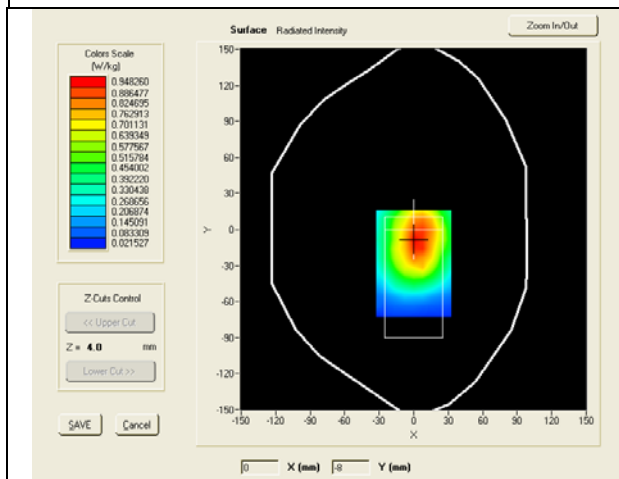 Surface Radiated Intensity
Zoom In/Out
Colors Scale
(W/kg)
0.948260
0.886477
0.824695
0.762913
0.701131
0.639349
0.577567
0.515784
0.454002
0.392220
0.330438
0.268656
0.206874
0.145091
0.083309
0.021527
150-
120-
90-
60-
30-
0-
-30-
-60-
-90-
-120-
-150-
Y
-150 -120 -90 -60 -30 0 30 60 90 120 150
X
Z-Cuts Control
<< Upper Cut
Z = 4.0 mm
Lower Cut >>
SAVE Cancel
0 X (mm) -8 Y (mm)